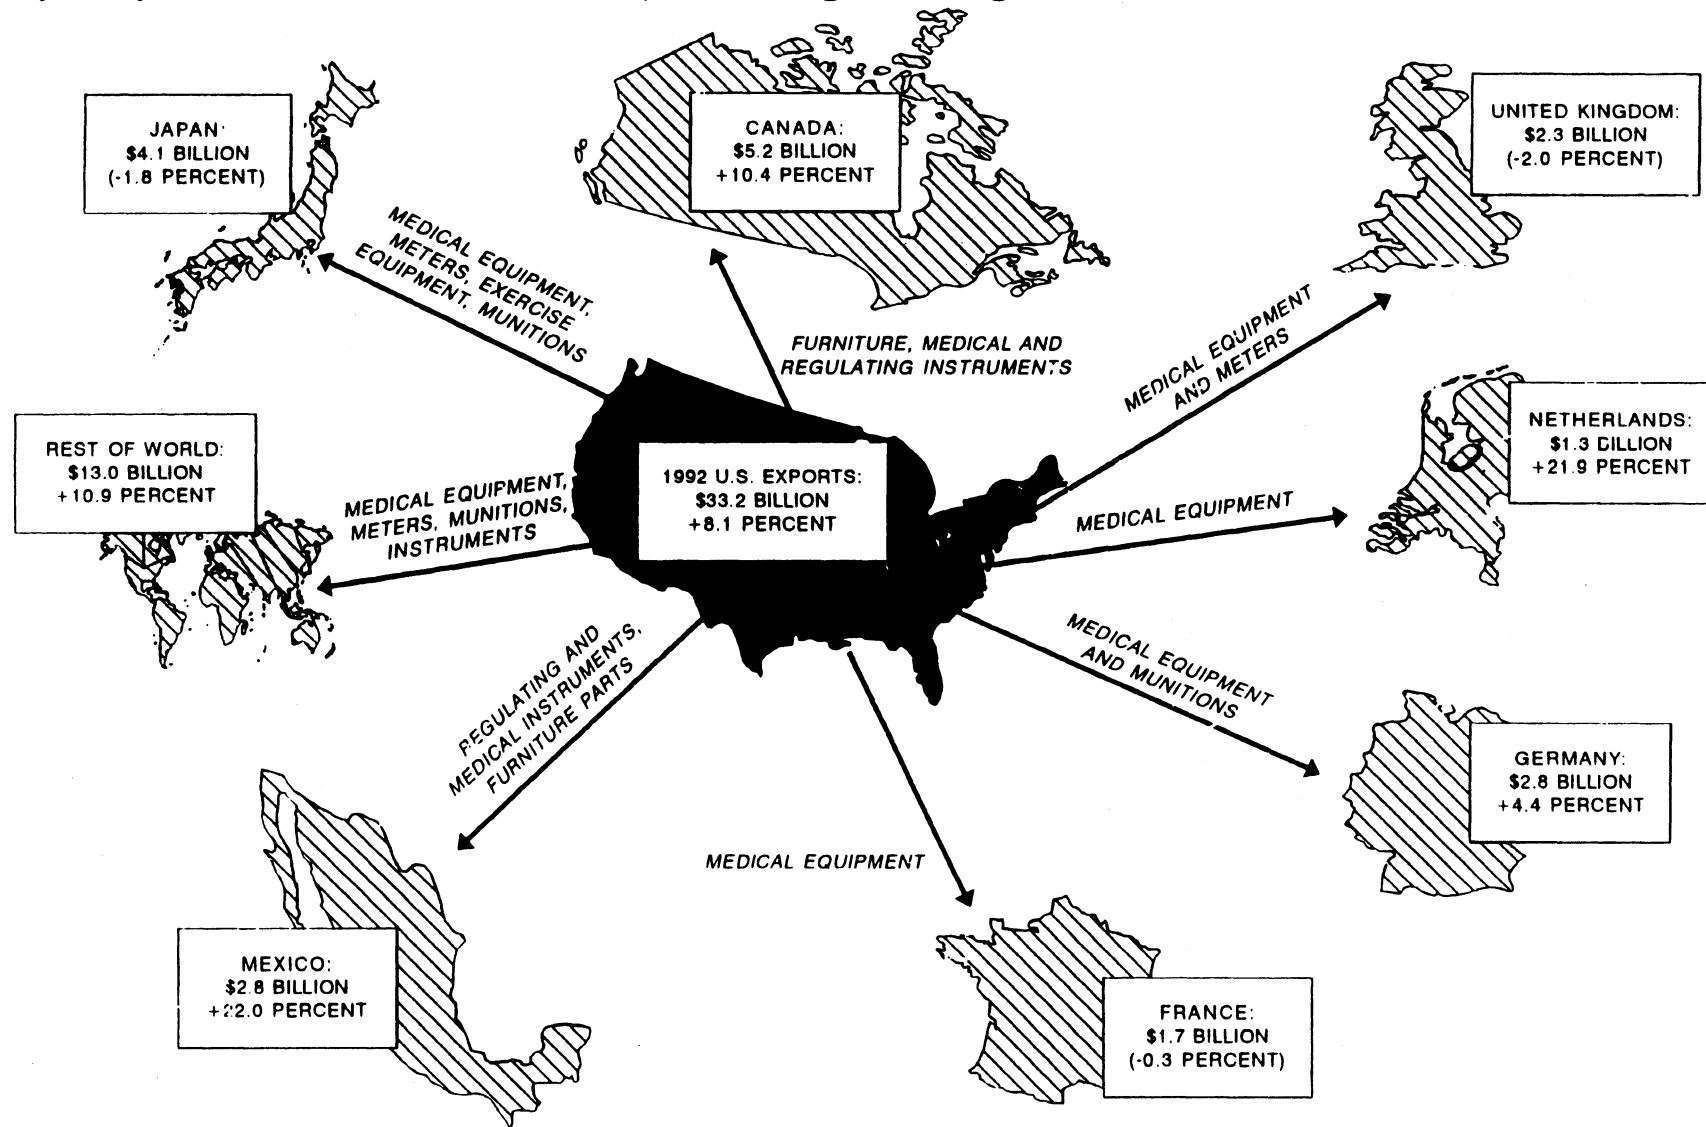 JAPAN:
$4.1 BILLION
(-1.8 PERCENT)
CANADA:
$5.2 BILLION
+10.4 PERCENT
UNITED KINGDOM:
$2.3 BILLION
(-2.0 PERCENT)
MEDICAL EQUIPMENT,
METERS, EXERCISE
EQUIPMENT, MUNITIONS
FURNITURE, MEDICAL AND
REGULATING INSTRUMENTS
MEDICAL EQUIPMENT
AND METERS
REST OF WORLD:
$13.0 BILLION
+10.9 PERCENT
MEDICAL EQUIPMENT,
METERS, MUNITIONS,
INSTRUMENTS
1992 U.S. EXPORTS:
$33.2 BILLION
+8.1 PERCENT
MEDICAL EQUIPMENT
NETHERLANDS:
$1.3 BILLION
+21.9 PERCENT
REGULATING AND
MEDICAL INSTRUMENTS,
FURNITURE PARTS
MEDICAL EQUIPMENT
AND MUNITIONS
GERMANY:
$2.8 BILLION
+4.4 PERCENT
MEDICAL EQUIPMENT
MEXICO:
$2.8 BILLION
+22.0 PERCENT
FRANCE:
$1.7 BILLION
(-0.3 PERCENT)